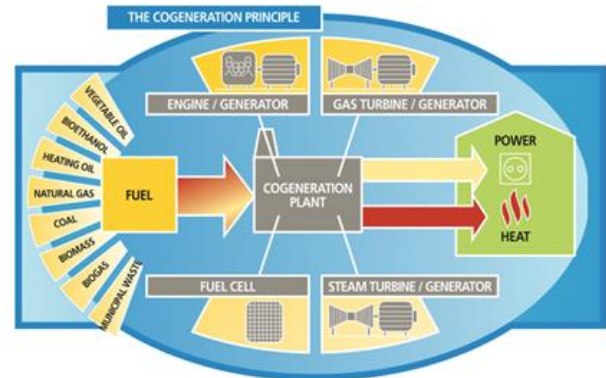 THE COGENERATION PRINCIPLE
ENGINE / GENERATOR
GAS TURBINE / GENERATOR
VEGETABLE OIL
BIOETHANOL
HEATING OIL
NATURAL GAS
COAL
BIOMASS
BIOGAS
MUNICIPAL WASTE
FUEL
COGENERATION
PLANT
POWER
HEAT
FUEL CELL
STEAM TURBINE / GENERATOR